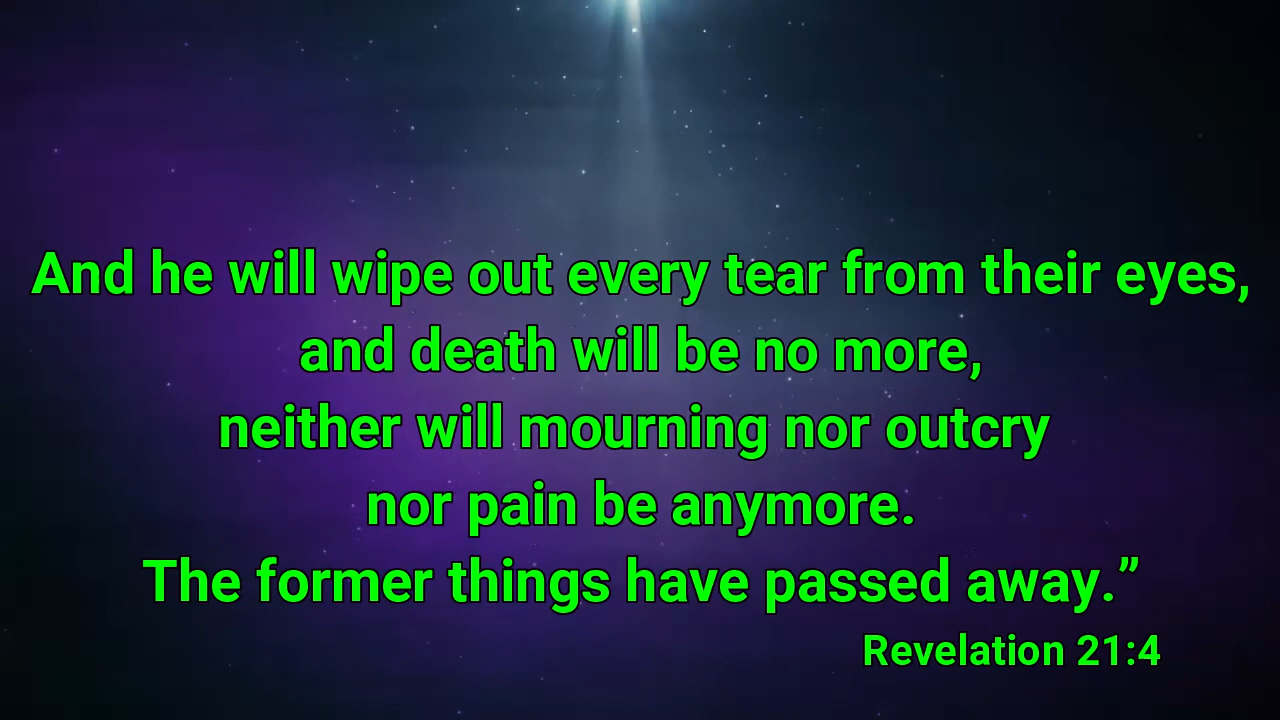 And he will wipe out every tear from their eyes,
and death will be no more,
neither will mourning nor outcry
nor pain be anymore.
The former things have passed away.”
Revelation 21:4